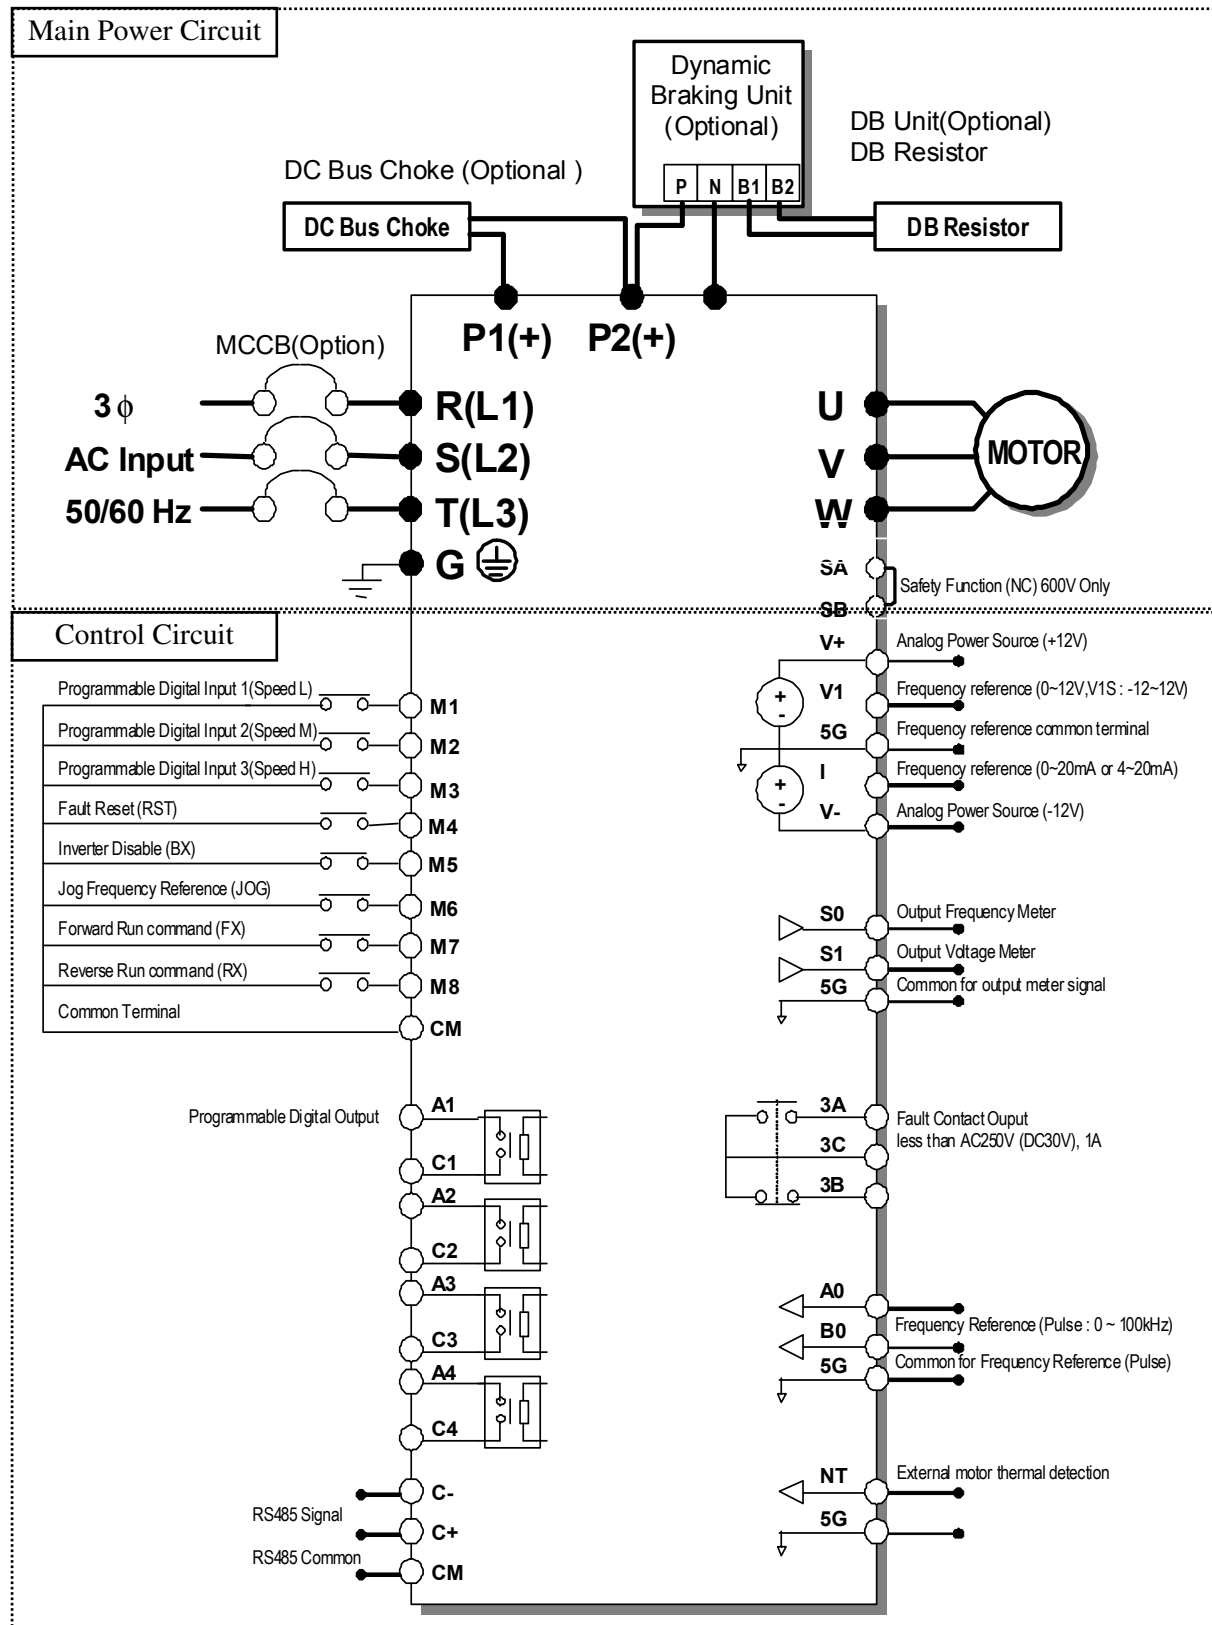 Main Power Circuit
Dynamic
Braking Unit
(Optional)
P N B1 B2
DB Unit(Optional)
DB Resistor
DC Bus Choke (Optional )
DC Bus Choke
DB Resistor
P1(+) P2(+)
MCCB(Option)
3 ϕ
AC Input
50/60 Hz
R(L1)
S(L2)
T(L3)
G
U
V
W
MOTOR
SA
SB
Safety Function (NC) 600V Only
Control Circuit
Programmable Digital Input 1(Speed L)
M1
Programmable Digital Input 2(Speed M)
M2
Programmable Digital Input 3(Speed H)
M3
Fault Reset (RST)
M4
Inverter Disable (BX)
M5
Jog Frequency Reference (JOG)
M6
Forward Run command (FX)
M7
Reverse Run command (RX)
M8
Common Terminal
CM
V+
Analog Power Source (+12V)
+
-
V1
Frequency reference (0~12V,V1S : -12~12V)
5G
Frequency reference common terminal
+
-
I
Frequency reference (0~20mA or 4~20mA)
V-
Analog Power Source (-12V)
S0
Output Frequency Meter
S1
Output Voltage Meter
5G
Common for output meter signal
Programmable Digital Output
A1
C1
A2
C2
A3
C3
A4
C4
3A
3C
3B
Fault Contact Ouput
less than AC250V (DC30V), 1A
A0
B0
Frequency Reference (Pulse : 0 ~ 100kHz)
5G
Common for Frequency Reference (Pulse)
NT
External motor thermal detection
5G
RS485 Signal
C-
C+
RS485 Common
CM